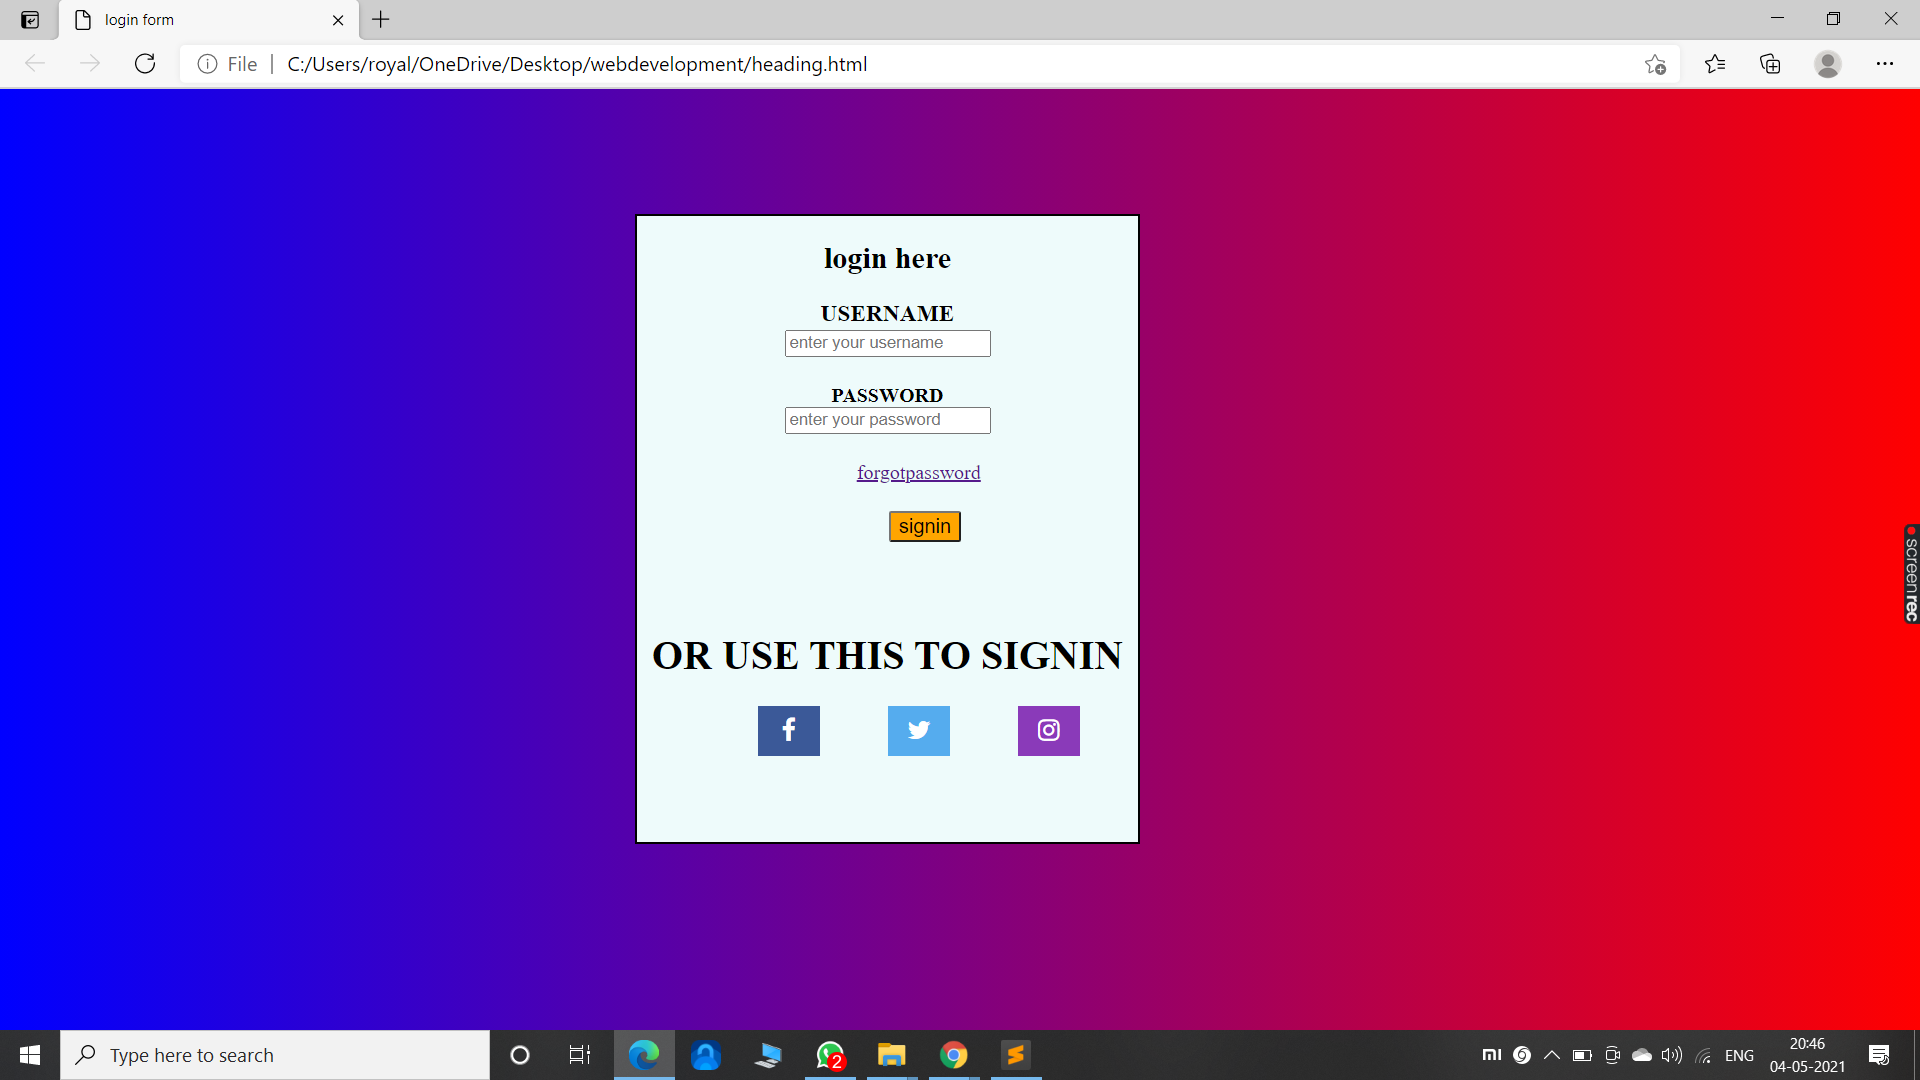 login form
File
C:/Users/royal/OneDrive/Desktop/webdevelopment/heading.html
login here
USERNAME
enter your username
PASSWORD
enter your password
forgotpassword
signin
OR USE THIS TO SIGNIN
screenrec
Type here to search
2
mi
ENG
20:46
04-05-2021